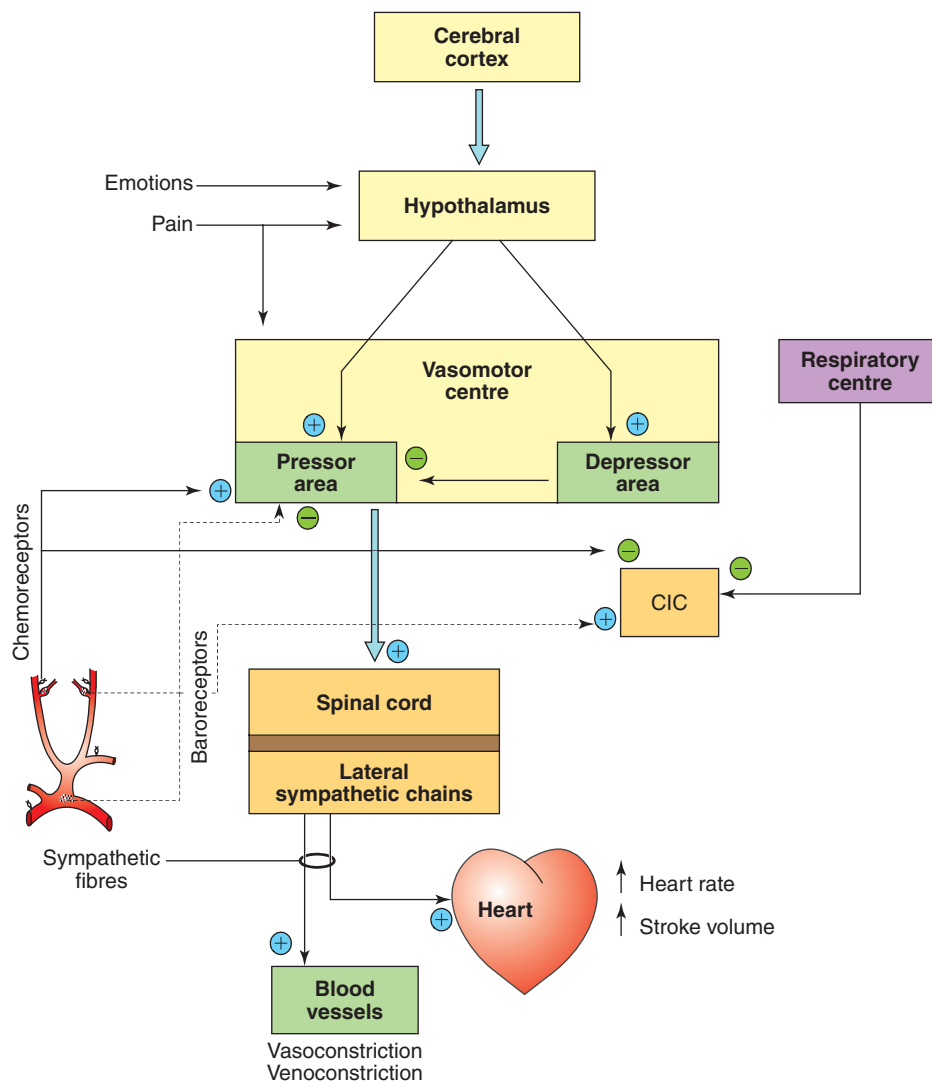 Cerebral
cortex
Emotions
Pain
Hypothalamus
Vasomotor
centre
Respiratory
centre
+
+
Pressor
area
−
Depressor
area
+
−
−
−
Chemoreceptors
CIC
+
Baroreceptors
+
Spinal cord
Lateral
sympathetic chains
Sympathetic
fibres
Heart
+
Heart rate
Stroke volume
+
Blood
vessels
Vasoconstriction
Venoconstriction